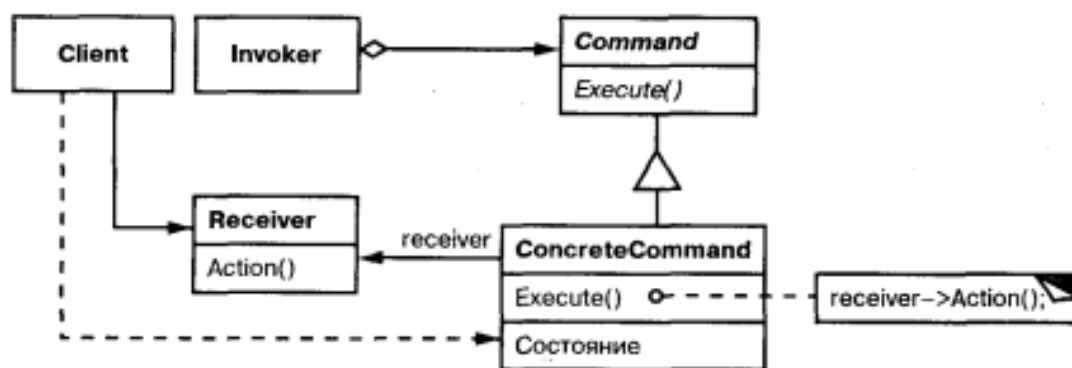 Client
Invoker
Command
Execute()
Receiver
Action()
receiver
ConcreteCommand
Execute()
receiver->Action();
Состояние